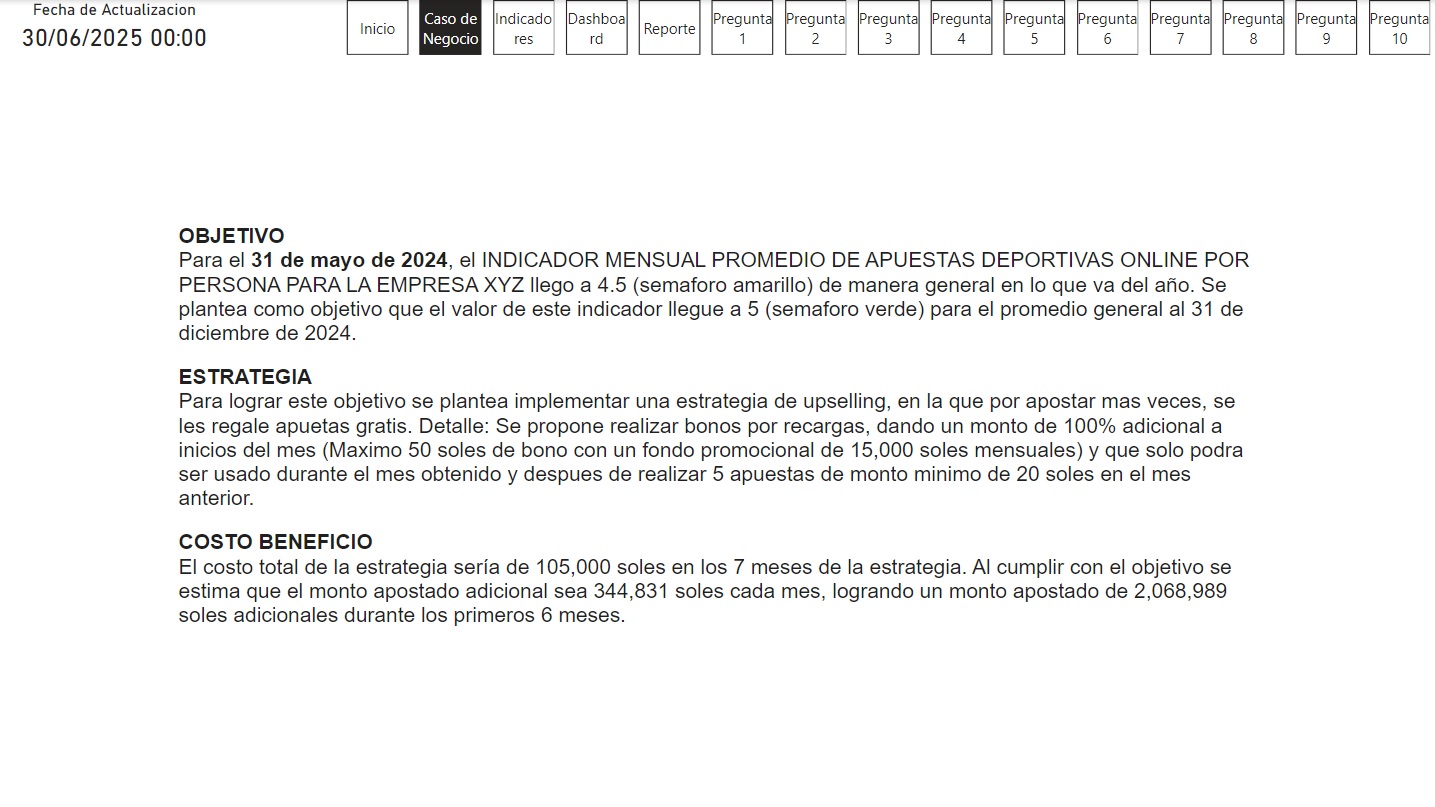 Fecha de Actualizacion
30/06/2025 00:00
Inicio
Caso de
Negocio
Indicado
res
Dashboa
rd
Reporte
Pregunta
1
Pregunta
2
Pregunta
3
Pregunta
4
Pregunta
5
Pregunta
6
Pregunta
7
Pregunta
8
Pregunta
9
Pregunta
10
OBJETIVO
Para el 31 de mayo de 2024, el INDICADOR MENSUAL PROMEDIO DE APUESTAS DEPORTIVAS ONLINE POR
PERSONA PARA LA EMPRESA XYZ llego a 4.5 (semaforo amarillo) de manera general en lo que va del año. Se
plantea como objetivo que el valor de este indicador llegue a 5 (semaforo verde) para el promedio general al 31 de
diciembre de 2024.
ESTRATEGIA
Para lograr este objetivo se plantea implementar una estrategia de upselling, en la que por apostar mas veces, se
les regale apuetas gratis. Detalle: Se propone realizar bonos por recargas, dando un monto de 100% adicional a
inicios del mes (Maximo 50 soles de bono con un fondo promocional de 15,000 soles mensuales) y que solo podra
ser usado durante el mes obtenido y despues de realizar 5 apuestas de monto minimo de 20 soles en el mes
anterior.
COSTO BENEFICIO
El costo total de la estrategia sería de 105,000 soles en los 7 meses de la estrategia. Al cumplir con el objetivo se
estima que el monto apostado adicional sea 344,831 soles cada mes, logrando un monto apostado de 2,068,989
soles adicionales durante los primeros 6 meses.